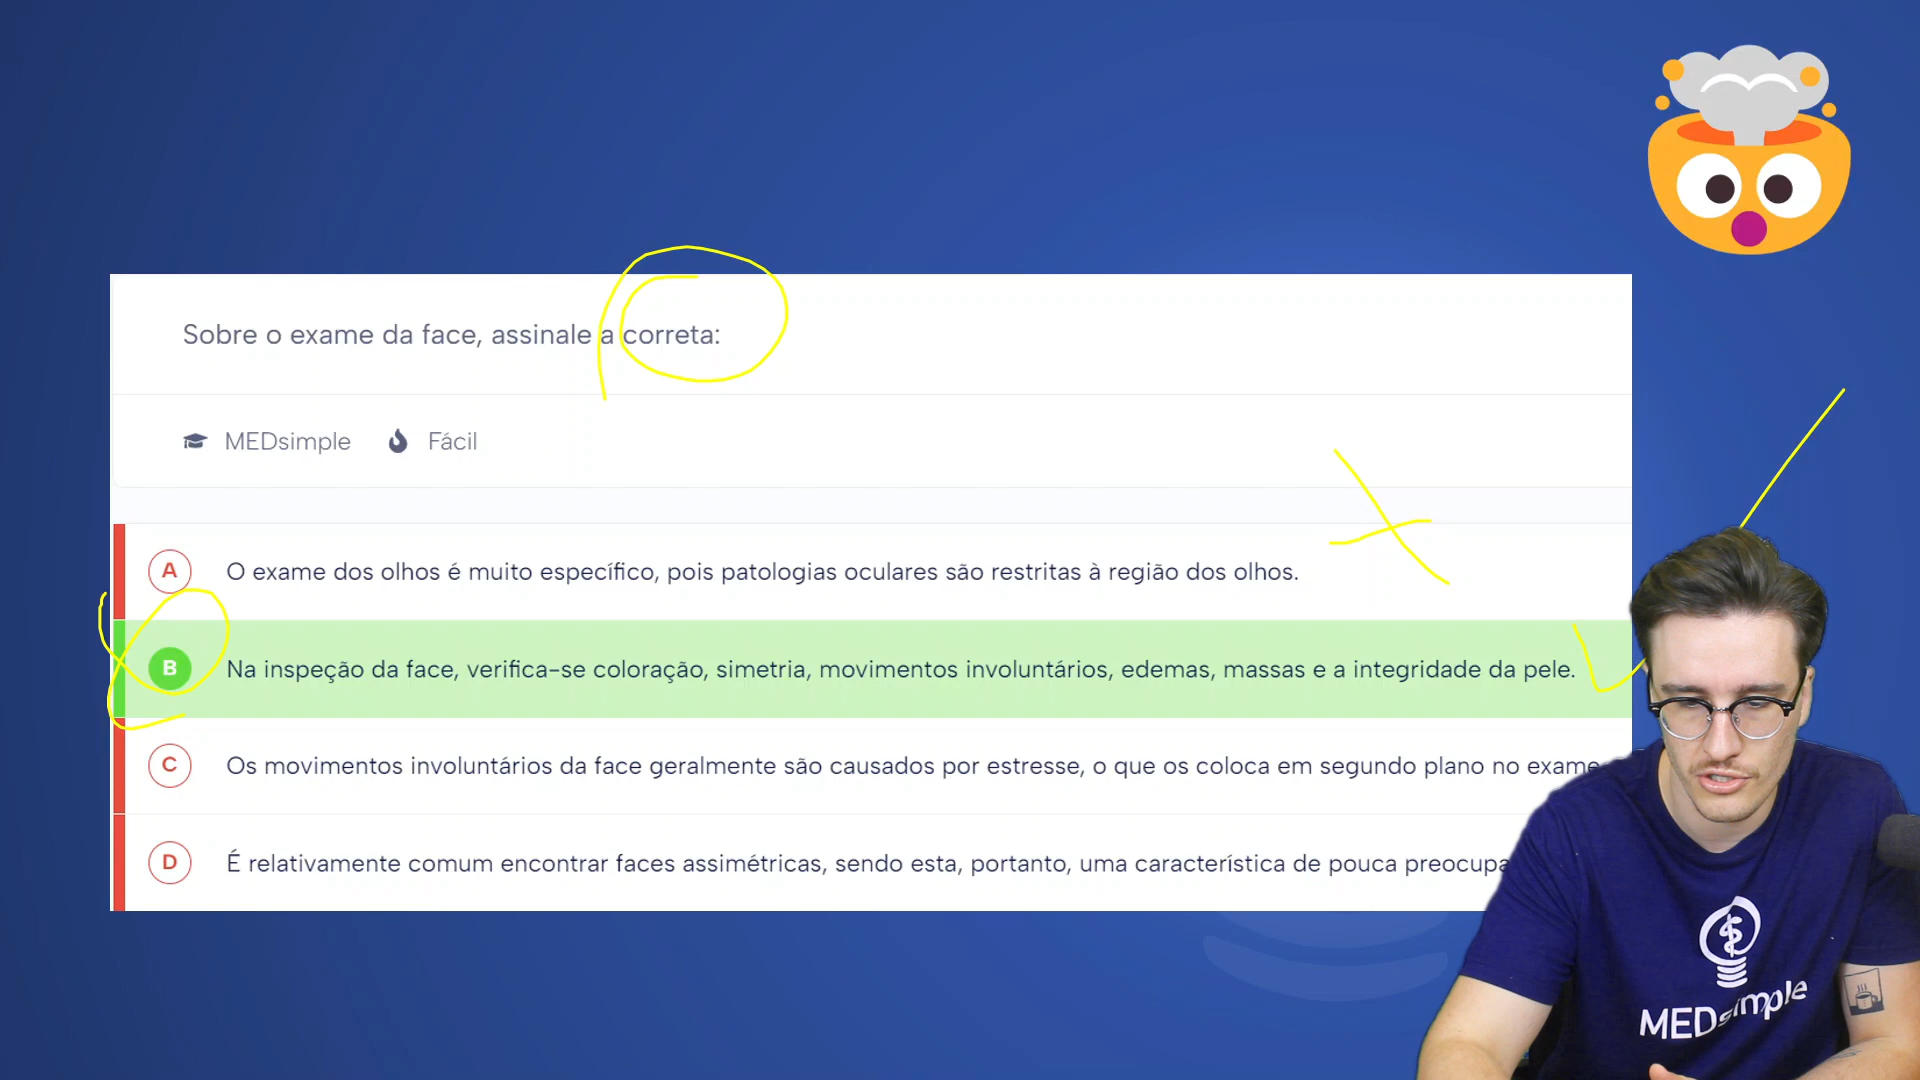 Sobre o exame da face, assinale a correta:
MEDsimple Fácil
A O exame dos olhos é muito específico, pois patologias oculares são restritas à região dos olhos.
B Na inspeção da face, verifica-se coloração, simetria, movimentos involuntários, edemas, massas e a integridade da pele.
C Os movimentos involuntários da face geralmente são causados por estresse, o que os coloca em segundo plano no exame
D É relativamente comum encontrar faces assimétricas, sendo esta, portanto, uma característica de pouca
MEDsimple